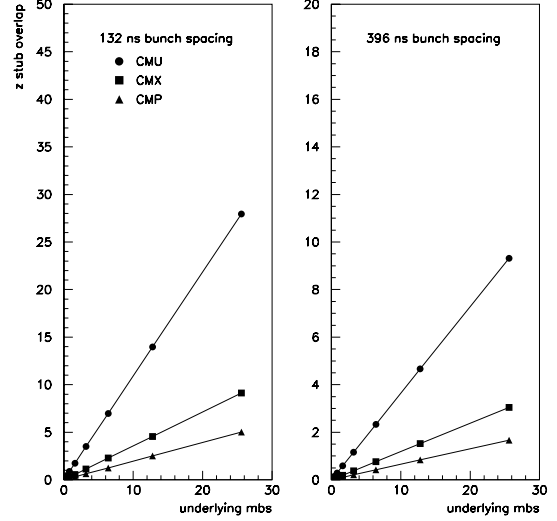 z stub overlap
50
45
40
35
30
25
20
15
10
5
0
132 ns bunch spacing
CMU
CMX
CMP
0 10 20 30
underlying mbs
20
18
16
14
12
10
8
6
4
2
0
396 ns bunch spacing
0 10 20 30
underlying mbs